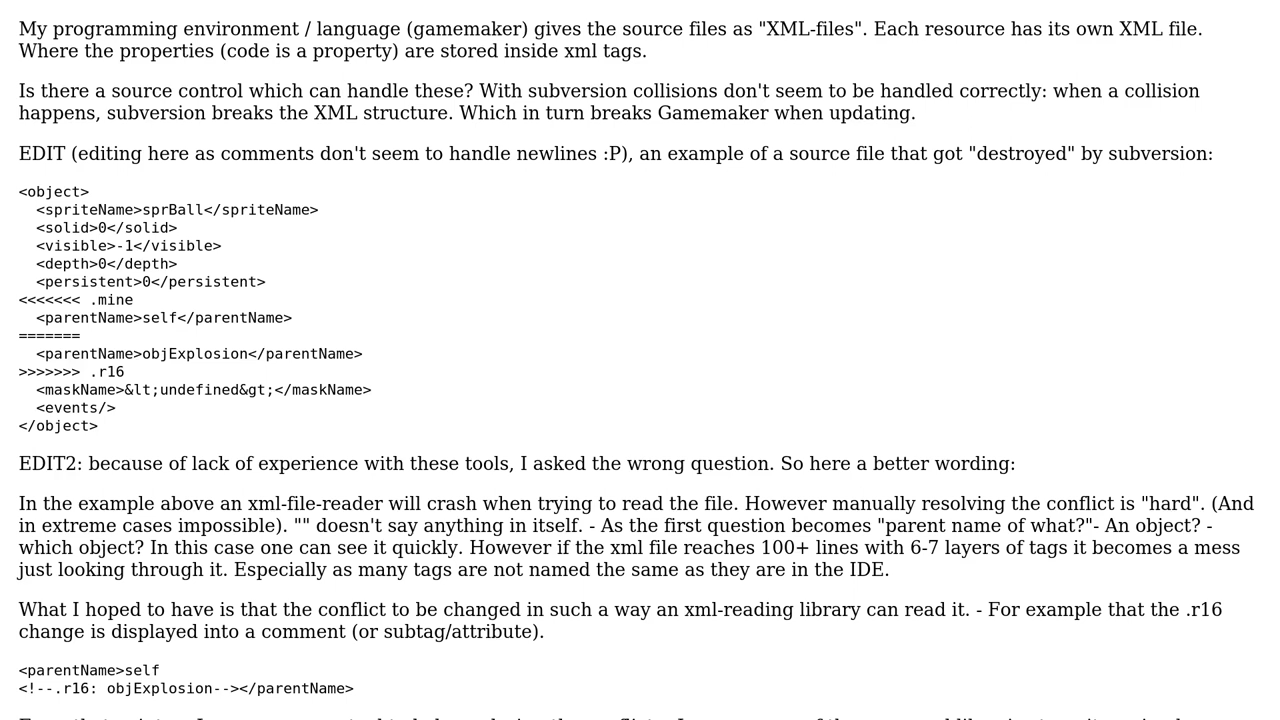 My programming environment / language (gamemaker) gives the source files as "XML-files". Each resource has its own XML file.
Where the properties (code is a property) are stored inside xml tags.
Is there a source control which can handle these? With subversion collisions don't seem to be handled correctly: when a collision
happens, subversion breaks the XML structure. Which in turn breaks Gamemaker when updating.
EDIT (editing here as comments don't seem to handle newlines :P), an example of a source file that got "destroyed" by subversion:
<object>
  <spriteName>sprBall</spriteName>
  <solid>0</solid>
  <visible>-1</visible>
  <depth>0</depth>
  <persistent>0</persistent>
<<<<<<< .mine
  <parentName>self</parentName>
=======
  <parentName>objExplosion</parentName>
>>>>>>> .r16
  <maskName>&lt;undefined&gt;</maskName>
  <events/>
</object>
EDIT2: because of lack of experience with these tools, I asked the wrong question. So here a better wording:
In the example above an xml-file-reader will crash when trying to read the file. However manually resolving the conflict is "hard". (And
in extreme cases impossible). "" doesn't say anything in itself. - As the first question becomes "parent name of what?"- An object? -
which object? In this case one can see it quickly. However if the xml file reaches 100+ lines with 6-7 layers of tags it becomes a mess
just looking through it. Especially as many tags are not named the same as they are in the IDE.
What I hoped to have is that the conflict to be changed in such a way an xml-reading library can read it. - For example that the .r16
change is displayed into a comment (or subtag/attribute).
<parentName>self
<!--.r16: objExplosion--></parentName>